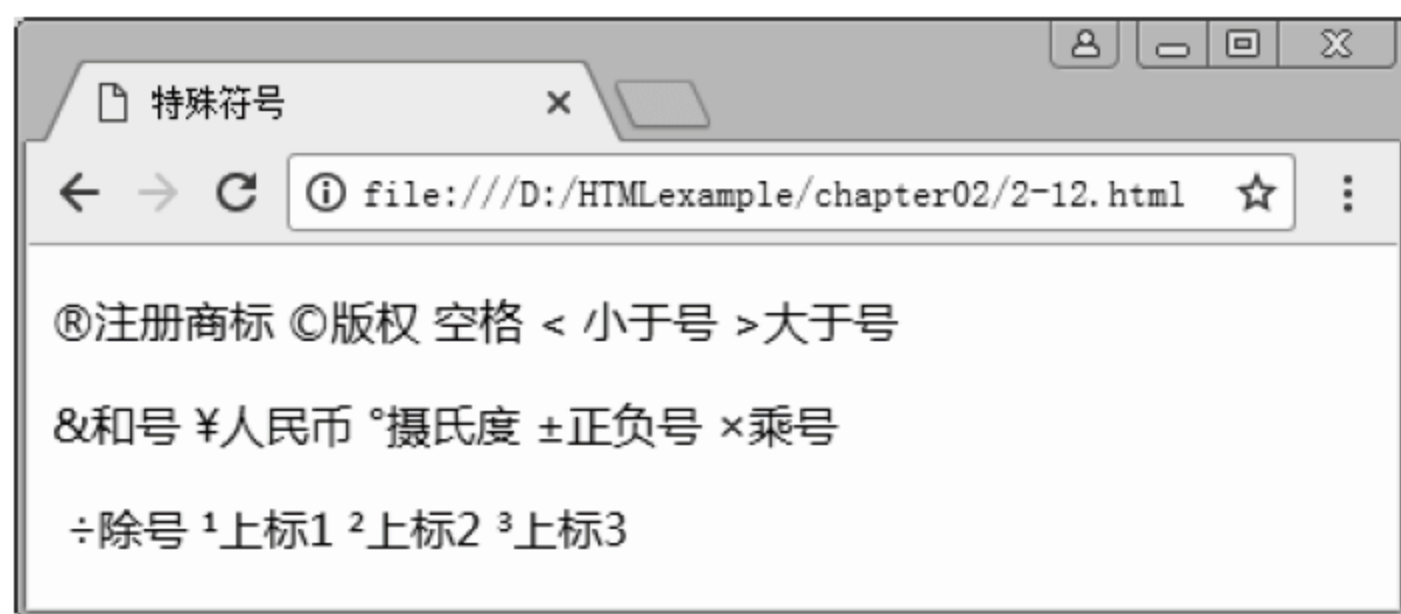 特殊符号
file:///D:/HTMLexample/chapter02/2-12.html
®注册商标 ©版权 空格 < 小于号 >大于号
&和号 ¥人民币 °摄氏度 ±正负号 ×乘号
÷除号 ¹上标1 ²上标2 ³上标3